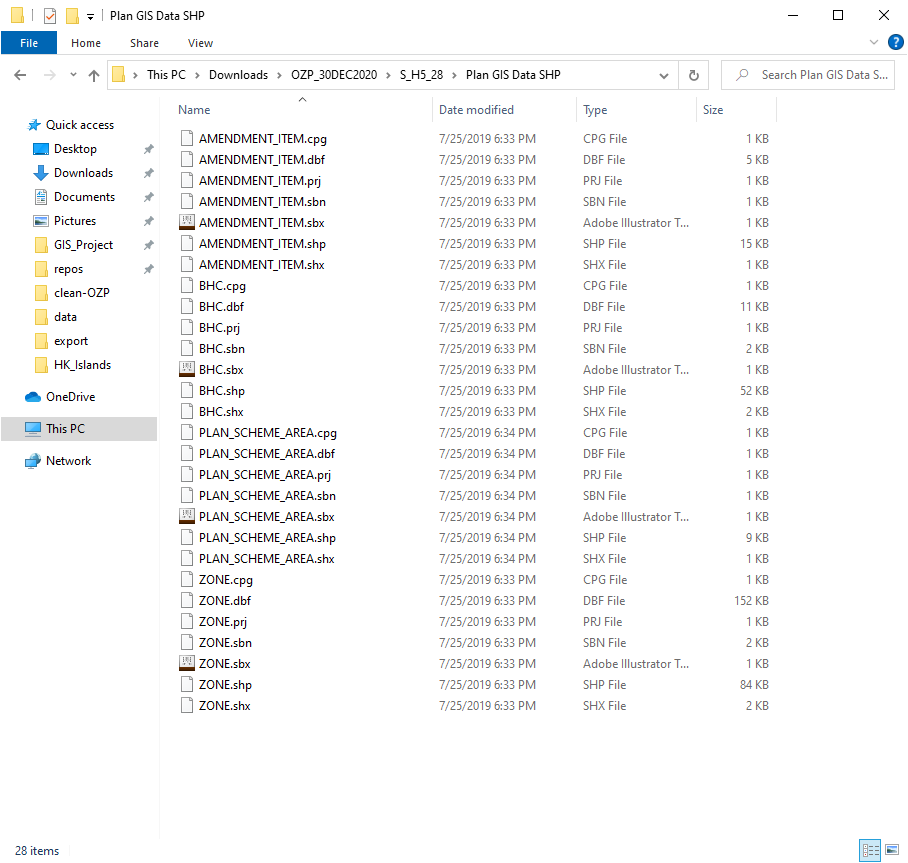 Plan GIS Data SHP
File Home Share View
This PC Downloads OZP_30DEC2020 S_H5_28 Plan GIS Data SHP Search Plan GIS Data S...
Quick access
Desktop
Downloads
Documents
Pictures
GIS_Project
repos
clean-OZP
data
export
HK_Islands
OneDrive
This PC
Network
Name Date modified Type Size
AMENDMENT_ITEM.cpg 7/25/2019 6:33 PM CPG File 1 KB
AMENDMENT_ITEM.dbf 7/25/2019 6:33 PM DBF File 5 KB
AMENDMENT_ITEM.prj 7/25/2019 6:33 PM PRJ File 1 KB
AMENDMENT_ITEM.sbn 7/25/2019 6:33 PM SBN File 1 KB
AMENDMENT_ITEM.sbx 7/25/2019 6:33 PM Adobe Illustrator T... 1 KB
AMENDMENT_ITEM.shp 7/25/2019 6:33 PM SHP File 15 KB
AMENDMENT_ITEM.shx 7/25/2019 6:33 PM SHX File 1 KB
BHC.cpg 7/25/2019 6:33 PM CPG File 1 KB
BHC.dbf 7/25/2019 6:33 PM DBF File 11 KB
BHC.prj 7/25/2019 6:33 PM PRJ File 1 KB
BHC.sbn 7/25/2019 6:33 PM SBN File 2 KB
BHC.sbx 7/25/2019 6:33 PM Adobe Illustrator T... 1 KB
BHC.shp 7/25/2019 6:33 PM SHP File 52 KB
BHC.shx 7/25/2019 6:33 PM SHX File 2 KB
PLAN_SCHEME_AREA.cpg 7/25/2019 6:34 PM CPG File 1 KB
PLAN_SCHEME_AREA.dbf 7/25/2019 6:34 PM DBF File 1 KB
PLAN_SCHEME_AREA.prj 7/25/2019 6:34 PM PRJ File 1 KB
PLAN_SCHEME_AREA.sbn 7/25/2019 6:34 PM SBN File 1 KB
PLAN_SCHEME_AREA.sbx 7/25/2019 6:34 PM Adobe Illustrator T... 1 KB
PLAN_SCHEME_AREA.shp 7/25/2019 6:34 PM SHP File 9 KB
PLAN_SCHEME_AREA.shx 7/25/2019 6:34 PM SHX File 1 KB
ZONE.cpg 7/25/2019 6:33 PM CPG File 1 KB
ZONE.dbf 7/25/2019 6:33 PM DBF File 152 KB
ZONE.prj 7/25/2019 6:33 PM PRJ File 1 KB
ZONE.sbn 7/25/2019 6:33 PM SBN File 2 KB
ZONE.sbx 7/25/2019 6:33 PM Adobe Illustrator T... 1 KB
ZONE.shp 7/25/2019 6:33 PM SHP File 84 KB
ZONE.shx 7/25/2019 6:33 PM SHX File 2 KB
28 items